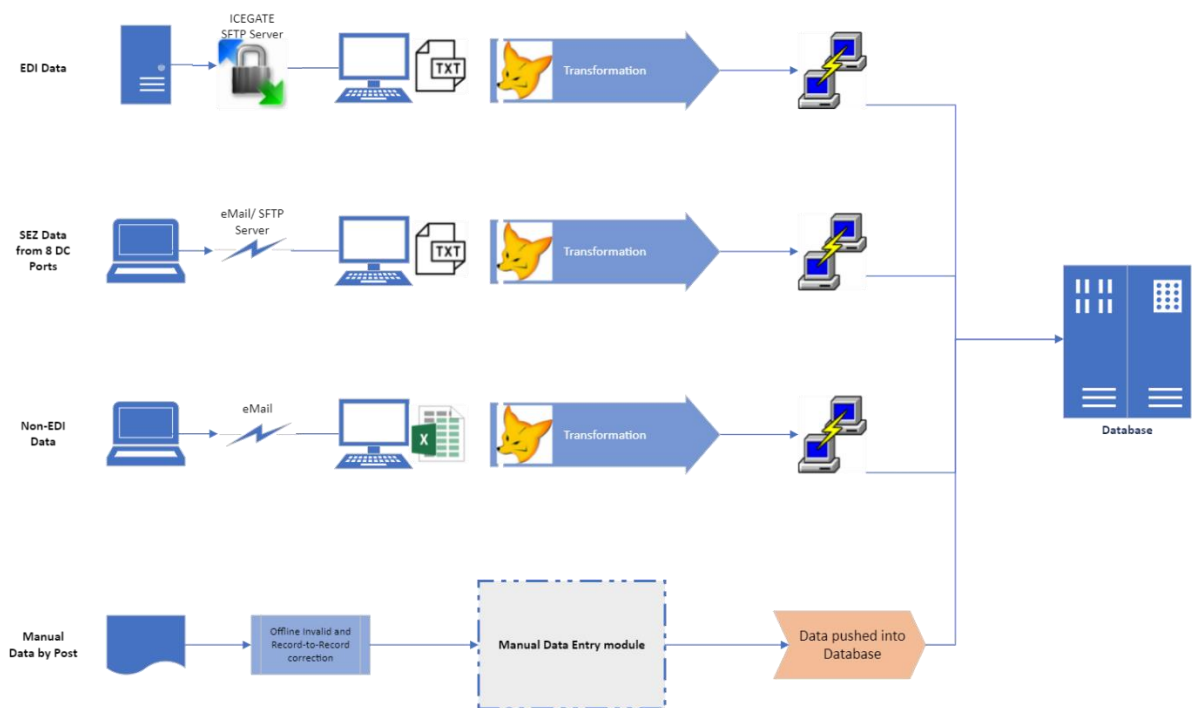 ICEGATE
SFTP Server
EDI Data
TXT
Transformation
eMail/ SFTP
Server
SEZ Data
from 8 DC
Ports
TXT
Transformation
Database
eMail
Non-EDI
Data
X
Transformation
Manual
Data by Post
Offline Invalid and
Record-to-Record
correction
Manual Data Entry module
Data pushed into
Database